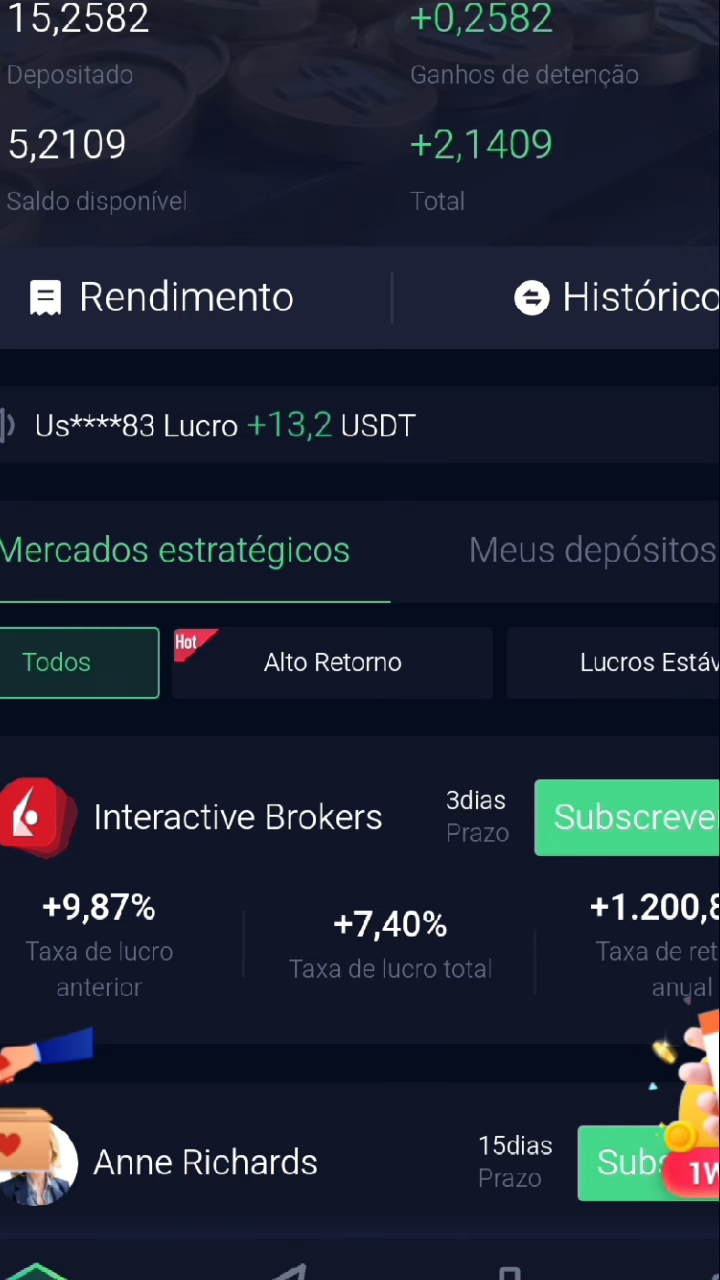 15,2582 +0,2582
Depositado Ganhos de detenção
5,2109 +2,1409
Saldo disponível Total
Rendimento Histórico
Us****83 Lucro +13,2 USDT
Mercados estratégicos Meus depósitos
Todos Hot Alto Retorno Lucros Estáv
Interactive Brokers 3dias Subscreve
Prazo
+9,87% +7,40% +1.200,8
Taxa de lucro Taxa de lucro total Taxa de ret
anterior anual
Anne Richards 15dias Subs
Prazo 1W